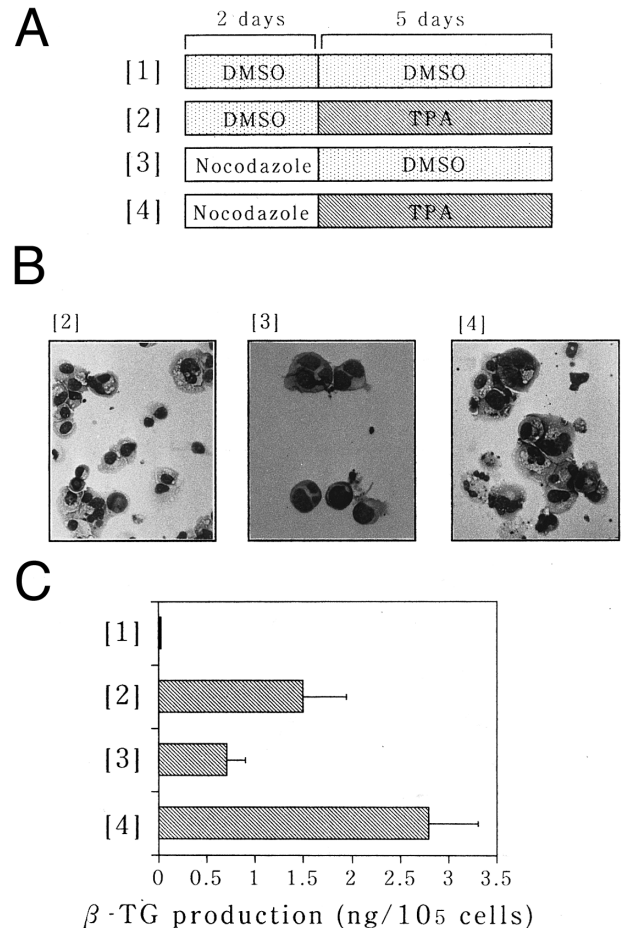 A
2 days 5 days
[1] DMSO DMSO
[2] DMSO TPA
[3] Nocodazole DMSO
[4] Nocodazole TPA
B
[2] [3] [4]
C
[1]
[2]
[3]
[4]
0 0.5 1 1.5 2 2.5 3 3.5
β-TG production (ng/105 cells)